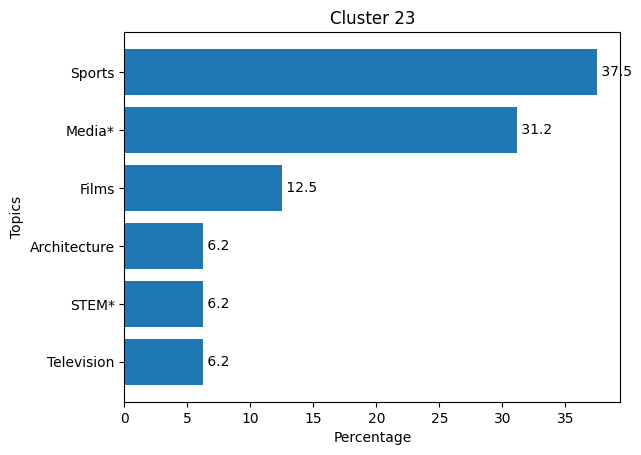 Cluster 23
Topics
Sports
37.5
Media*
31.2
Films
12.5
Architecture
6.2
STEM*
6.2
Television
6.2
0 5 10 15 20 25 30 35
Percentage